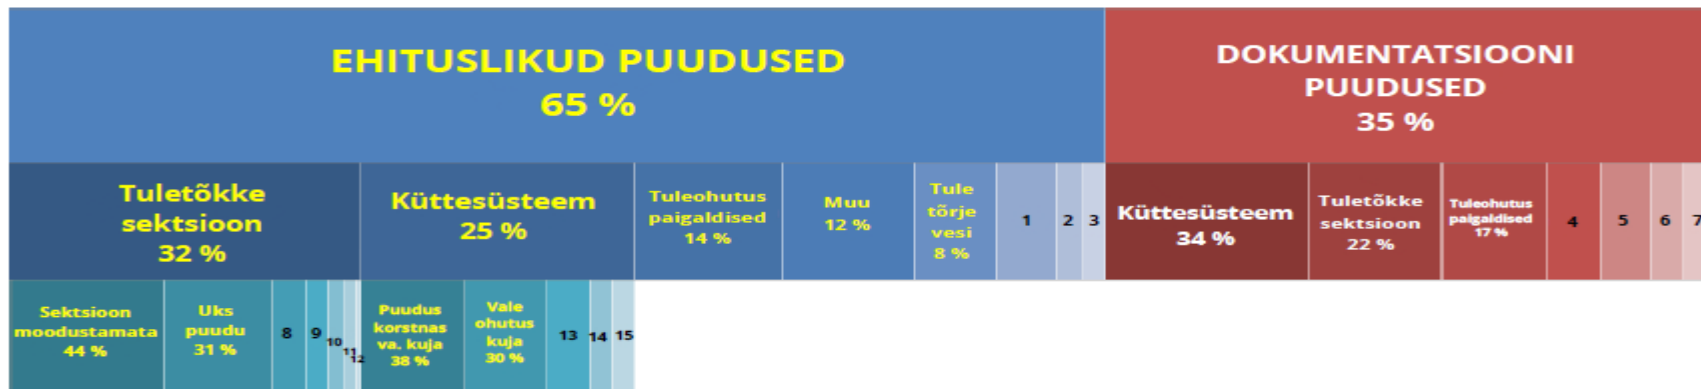 EHITUSLIKUD PUUDUSED
65 %
DOKUMENTATSIOONI
PUUDUSED
35 %
Tuletõkke
sektsioon
32 %
Küttesüsteem
25 %
Tuleohutus
paigaldised
14 %
Muu
12 %
Tule
tõrje
vesi
8 %
1
2
3
Küttesüsteem
34 %
Tuletõkke
sektsioon
22 %
Tuleohutus
paigaldised
17 %
4
5
6
7
Sektsioon
moodustamata
44 %
Uks
puudu
31 %
8
9
10
11
12
Puudus
korstnas
va. kuja
38 %
Vale
ohutus
kuja
30 %
13
14
15